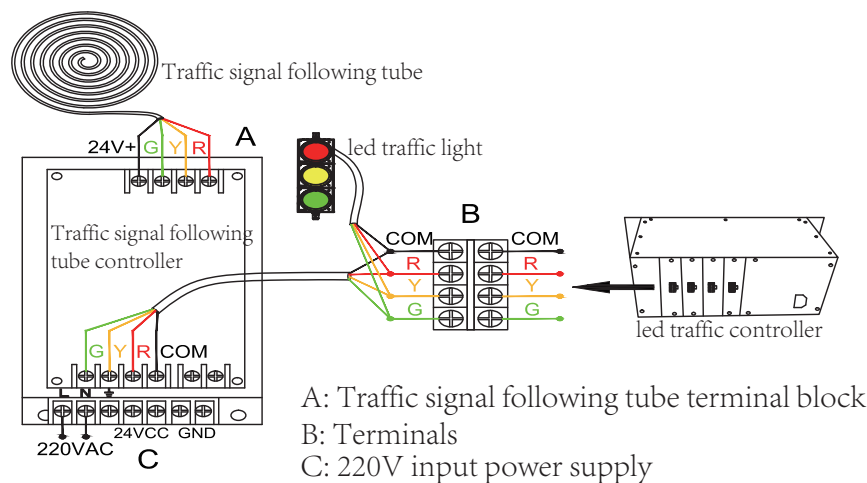 Traffic signal following tube
A
24V+ G Y R
led traffic light
Traffic signal following
tube controller
B
COM COM
R R
Y Y
G G
D
led traffic controller
G Y R COM
L N
24VCC GND
220VAC
C
A: Traffic signal following tube terminal block
B: Terminals
C: 220V input power supply